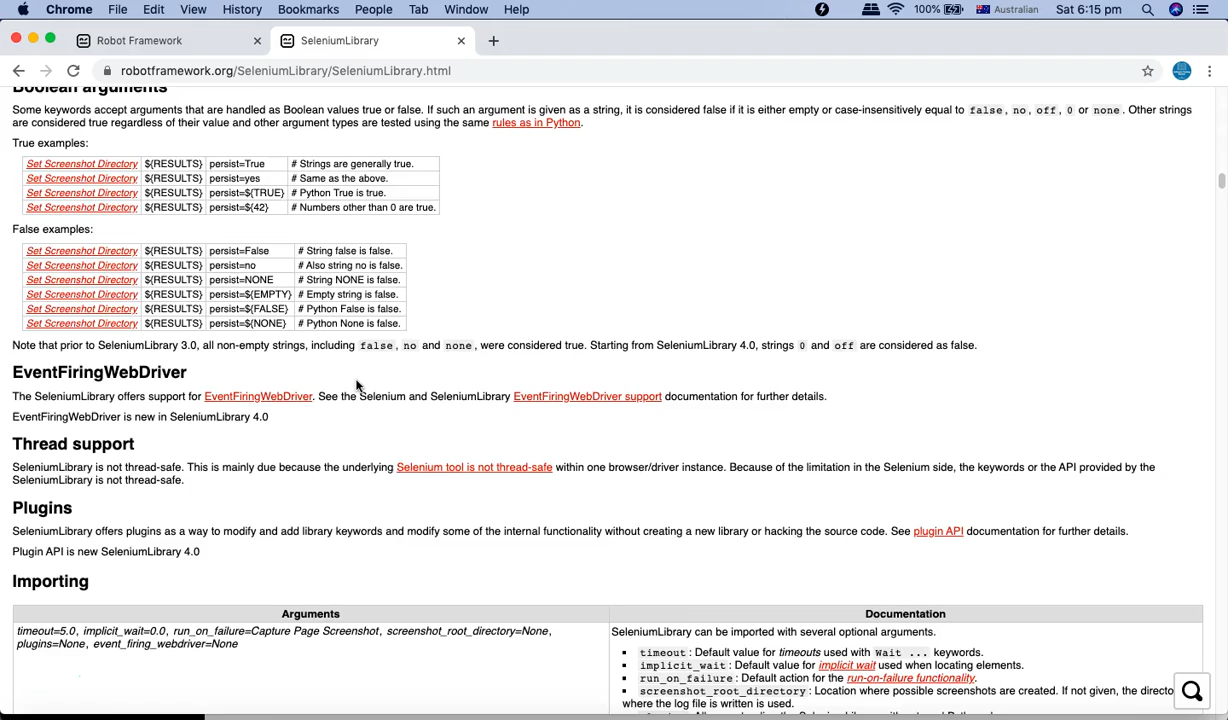 Chrome File Edit View History Bookmarks People Tab Window Help 100% Australian Sat 6:15 pm
Robot Framework SeleniumLibrary
robotframework.org/SeleniumLibrary/SeleniumLibrary.html
Boolean arguments
Some keywords accept arguments that are handled as Boolean values true or false. If such an argument is given as a string, it is considered false if it is either empty or case-insensitively equal to false, no, off, 0 or none. Other strings
are considered true regardless of their value and other argument types are tested using the same rules as in Python.
True examples:
Set Screenshot Directory ${RESULTS} persist=True # Strings are generally true.
Set Screenshot Directory ${RESULTS} persist=yes # Same as the above.
Set Screenshot Directory ${RESULTS} persist=${TRUE} # Python True is true.
Set Screenshot Directory ${RESULTS} persist=${42} # Numbers other than 0 are true.
False examples:
Set Screenshot Directory ${RESULTS} persist=False # String false is false.
Set Screenshot Directory ${RESULTS} persist=no # Also string no is false.
Set Screenshot Directory ${RESULTS} persist=NONE # String NONE is false.
Set Screenshot Directory ${RESULTS} persist=${EMPTY} # Empty string is false.
Set Screenshot Directory ${RESULTS} persist=${FALSE} # Python False is false.
Set Screenshot Directory ${RESULTS} persist=${NONE} # Python None is false.
Note that prior to SeleniumLibrary 3.0, all non-empty strings, including false, no and none, were considered true. Starting from SeleniumLibrary 4.0, strings 0 and off are considered as false.
EventFiringWebDriver
The SeleniumLibrary offers support for EventFiringWebDriver. See the Selenium and SeleniumLibrary EventFiringWebDriver support documentation for further details.
EventFiringWebDriver is new in SeleniumLibrary 4.0
Thread support
SeleniumLibrary is not thread-safe. This is mainly due because the underlying Selenium tool is not thread-safe within one browser/driver instance. Because of the limitation in the Selenium side, the keywords or the API provided by the
SeleniumLibrary is not thread-safe.
Plugins
SeleniumLibrary offers plugins as a way to modify and add library keywords and modify some of the internal functionality without creating a new library or hacking the source code. See plugin API documentation for further details.
Plugin API is new SeleniumLibrary 4.0
Importing
Arguments Documentation
timeout=5.0, implicit_wait=0.0, run_on_failure=Capture Page Screenshot, screenshot_root_directory=None,
plugins=None, event_firing_webdriver=None
SeleniumLibrary can be imported with several optional arguments.
timeout: Default value for timeouts used with Wait ... keywords.
implicit_wait: Default value for implicit wait used when locating elements.
run_on_failure: Default action for the run-on-failure functionality.
screenshot_root_directory: Location where possible screenshots are created. If not given, the directo
where the log file is written is used.